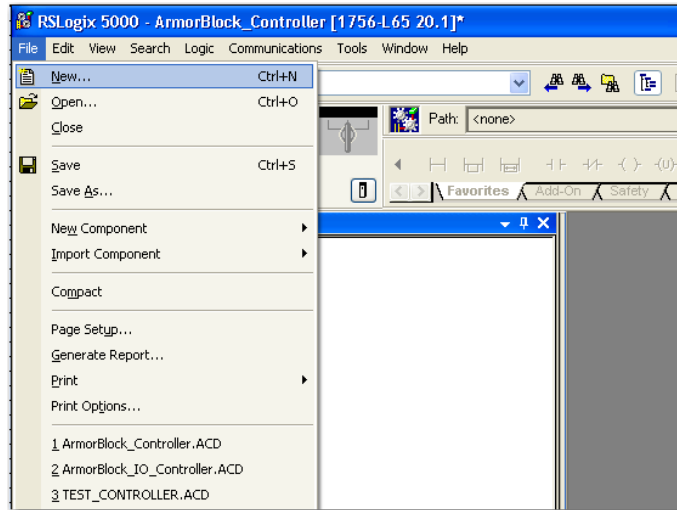 RSLogix 5000 - ArmorBlock_Controller [1756-L65 20.1]*
File Edit View Search Logic Communications Tools Window Help
New... Ctrl+N
Open... Ctrl+O
Path: <none>
Close
Save Ctrl+S
Save As...
Favorites Add-On Safety
New Component
Import Component
Compact
Page Setup...
Generate Report...
Print
Print Options...
1 ArmorBlock_Controller.ACD
2 ArmorBlock_IO_Controller.ACD
3 TEST_CONTROLLER.ACD